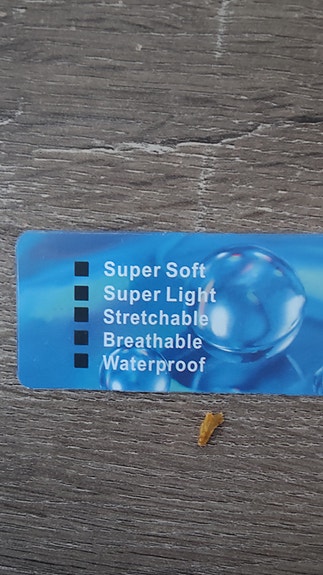 Super Soft
Super Light
Stretchable
Breathable
Waterproof